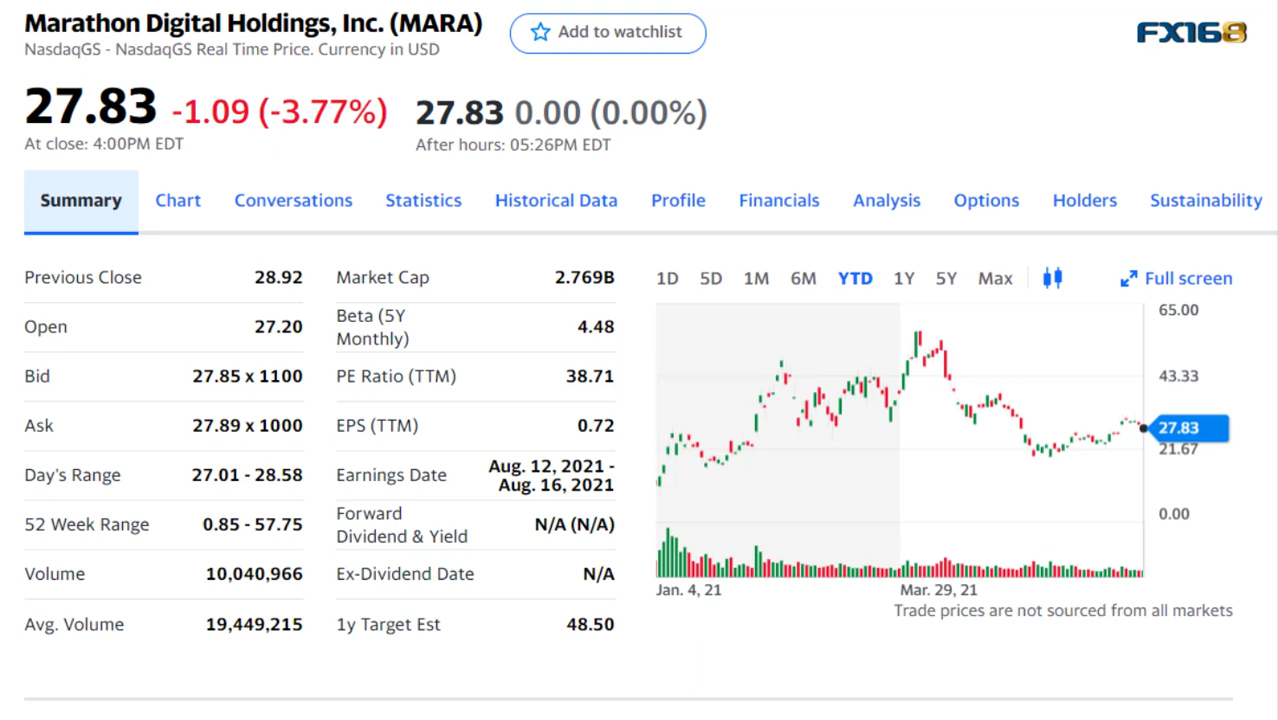 Marathon Digital Holdings, Inc. (MARA)
Add to watchlist
FX168
NasdaqGS - NasdaqGS Real Time Price. Currency in USD
27.83 -1.09 (-3.77%)
27.83 0.00 (0.00%)
At close: 4:00PM EDT
After hours: 05:26PM EDT
Summary Chart Conversations Statistics Historical Data Profile Financials Analysis Options Holders Sustainability
Previous Close 28.92
Open 27.20
Bid 27.85 x 1100
Ask 27.89 x 1000
Day's Range 27.01 - 28.58
52 Week Range 0.85 - 57.75
Volume 10,040,966
Avg. Volume 19,449,215
Market Cap 2.769B
Beta (5Y
Monthly) 4.48
PE Ratio (TTM) 38.71
EPS (TTM) 0.72
Earnings Date Aug. 12, 2021 -
Aug. 16, 2021
Forward
Dividend & Yield N/A (N/A)
Ex-Dividend Date N/A
1y Target Est 48.50
1D 5D 1M 6M YTD 1Y 5Y Max Full screen
65.00
43.33
27.83
21.67
0.00
Jan. 4, 21 Mar. 29, 21
Trade prices are not sourced from all markets